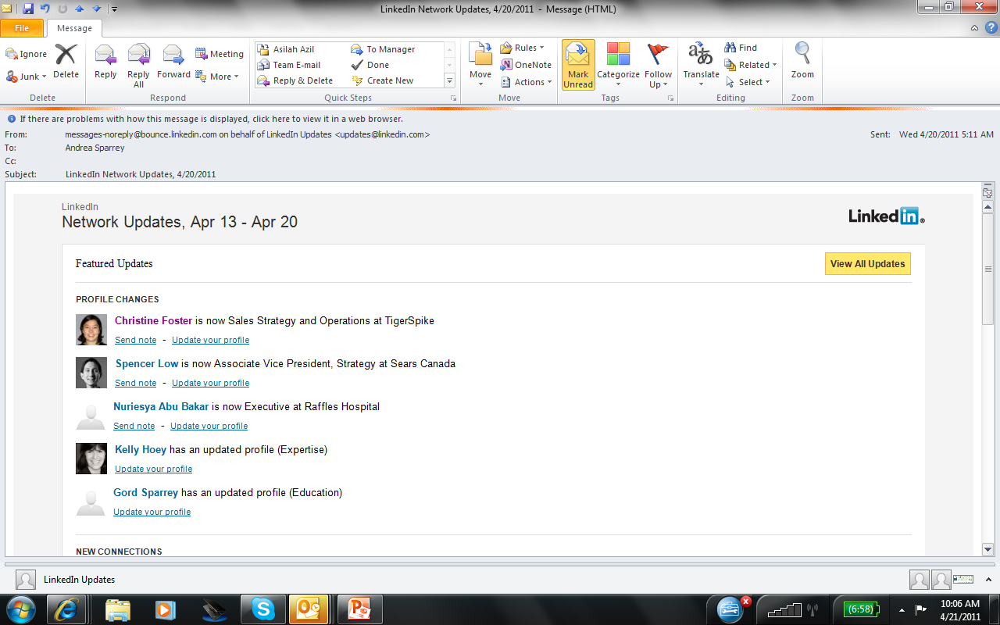 LinkedIn Network Updates, 4/20/2011 - Message (HTML)
File Message
Ignore
Junk
Delete
Delete
Reply
Reply All
Forward
Meeting
More
Respond
Asilah Azil
Team E-mail
Reply & Delete
To Manager
Done
Create New
Quick Steps
Move
Rules
OneNote
Actions
Move
Mark Unread
Categorize
Follow Up
Tags
Translate
Find
Related
Select
Editing
Zoom
Zoom
If there are problems with how this message is displayed, click here to view it in a web browser.
From: messages-noreply@bounce.linkedin.com on behalf of LinkedIn Updates <updates@linkedin.com> Sent: Wed 4/20/2011 5:11 AM
To: Andrea Sparrey
Cc:
Subject: LinkedIn Network Updates, 4/20/2011
LinkedIn
Network Updates, Apr 13 - Apr 20
Linked in®
Featured Updates View All Updates
PROFILE CHANGES
Christine Foster is now Sales Strategy and Operations at TigerSpike
Send note - Update your profile
Spencer Low is now Associate Vice President, Strategy at Sears Canada
Send note - Update your profile
Nuriesya Abu Bakar is now Executive at Raffles Hospital
Send note - Update your profile
Kelly Hoey has an updated profile (Expertise)
Update your profile
Gord Sparrey has an updated profile (Education)
Update your profile
NEW CONNECTIONS
LinkedIn Updates
(6:58)
10:06 AM
4/21/2011